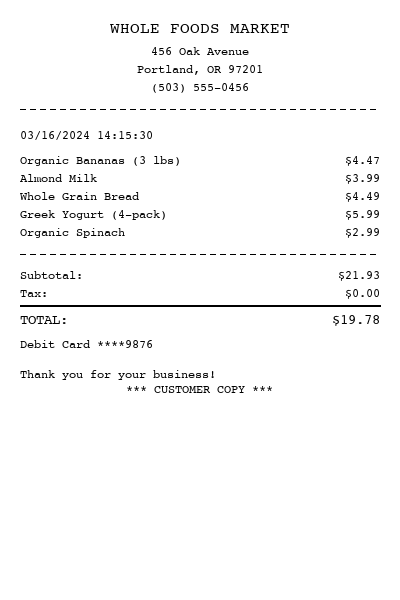 WHOLE FOODS MARKET
456 Oak Avenue
Portland, OR 97201
(503) 555-0456
03/16/2024 14:15:30
Organic Bananas (3 lbs) $4.47
Almond Milk $3.99
Whole Grain Bread $4.49
Greek Yogurt (4-pack) $5.99
Organic Spinach $2.99
Subtotal: $21.93
Tax: $0.00
TOTAL: $19.78
Debit Card ****9876
Thank you for your business!
*** CUSTOMER COPY ***